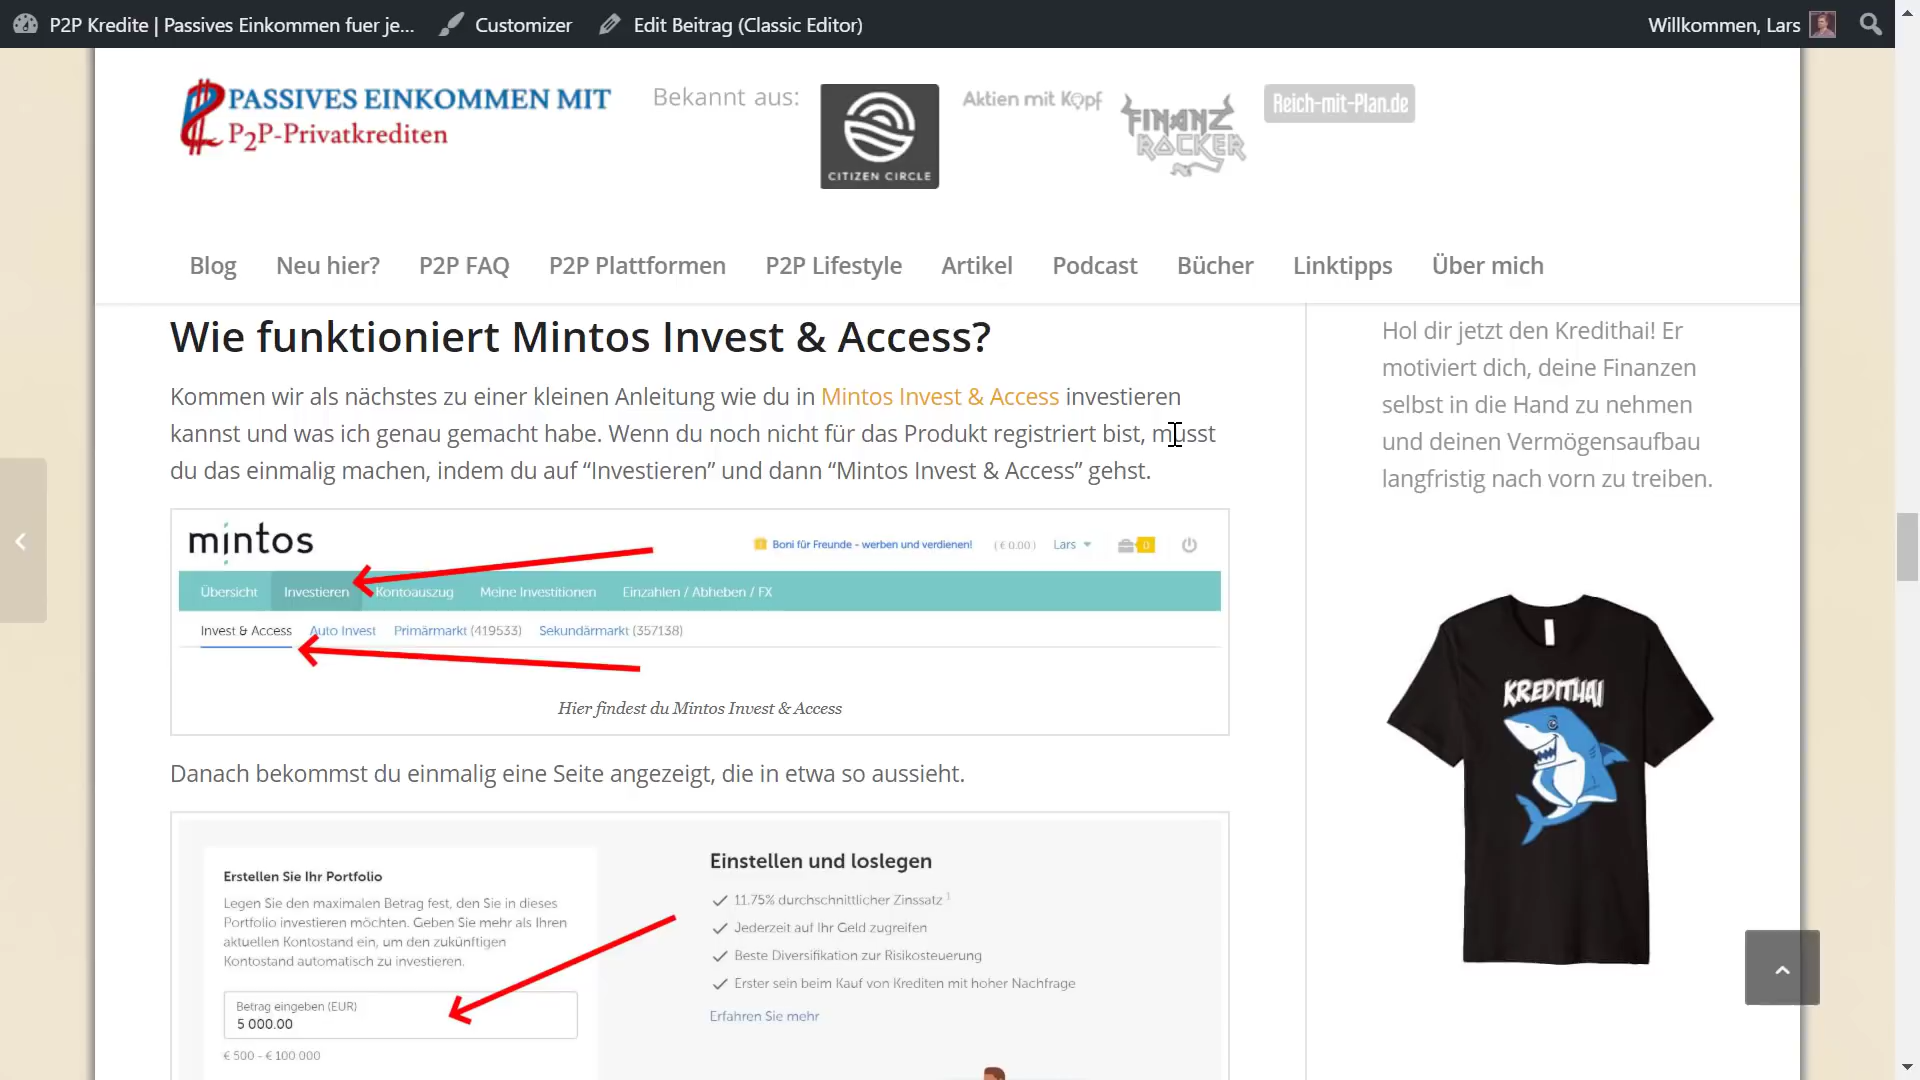 P2P Kredite | Passives Einkommen fuer je...
Customizer
Edit Beitrag (Classic Editor)
Willkommen, Lars
PASSIVES EINKOMMEN MIT
P2P-Privatkrediten
Bekannt aus:
CITIZEN CIRCLE
Aktien mit Kopf
FINANZ
ROCKER
Reich-mit-Plan.de
Blog
Neu hier?
P2P FAQ
P2P Plattformen
P2P Lifestyle
Artikel
Podcast
Bücher
Linktipps
Über mich
Wie funktioniert Mintos Invest & Access?
Kommen wir als nächstes zu einer kleinen Anleitung wie du in Mintos Invest & Access investieren
kannst und was ich genau gemacht habe. Wenn du noch nicht für das Produkt registriert bist, musst
du das einmalig machen, indem du auf “Investieren” und dann “Mintos Invest & Access” gehst.
mintos
Boni für Freunde - werben und verdienen!
(€ 0.00)
Lars
0
Übersicht
Investieren
Kontoauszug
Meine Investitionen
Einzahlen / Abheben / FX
Invest & Access
Auto Invest
Primärmarkt (419533)
Sekundärmarkt (357138)
Hier findest du Mintos Invest & Access
Danach bekommst du einmalig eine Seite angezeigt, die in etwa so aussieht.
Erstellen Sie Ihr Portfolio
Legen Sie den maximalen Betrag fest, den Sie in dieses
Portfolio investieren möchten. Geben Sie mehr als Ihren
aktuellen Kontostand ein, um den zukünftigen
Kontostand automatisch zu investieren.
Betrag eingeben (EUR)
5 000.00
€ 500 - € 100 000
Einstellen und loslegen
11.75% durchschnittlicher Zinssatz 1
Jederzeit auf Ihr Geld zugreifen
Beste Diversifikation zur Risikosteuerung
Erster sein beim Kauf von Krediten mit hoher Nachfrage
Erfahren Sie mehr
Hol dir jetzt den Kredithai! Er
motiviert dich, deine Finanzen
selbst in die Hand zu nehmen
und deinen Vermögensaufbau
langfristig nach vorn zu treiben.
KREDITHAI